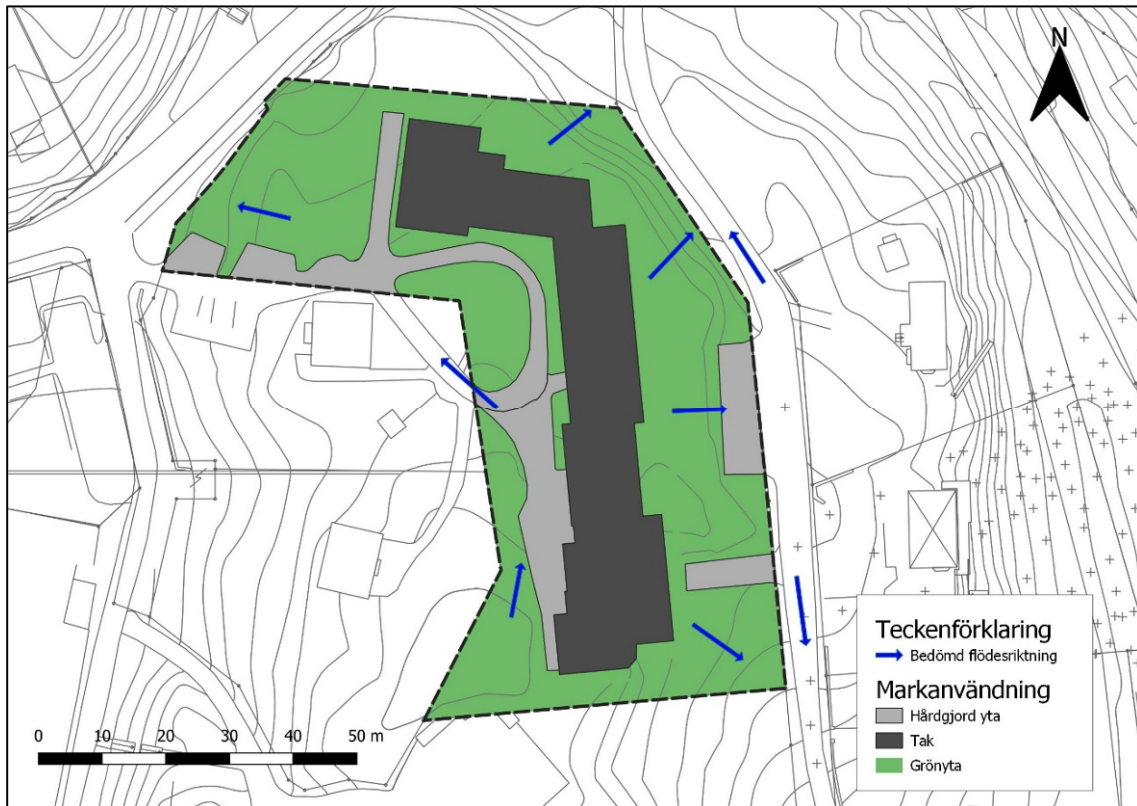 N
Teckenförklaring
Bedömd flödesriktning
Markanvändning
Hårdgjord yta
Tak
Grönyta
0 10 20 30 40 50 m